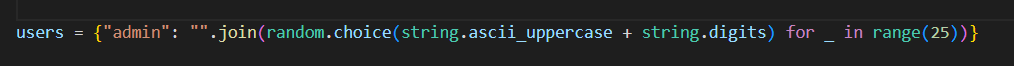 users = {"admin": "".join(random.choice(string.ascii_uppercase + string.digits) for _ in range(25))}